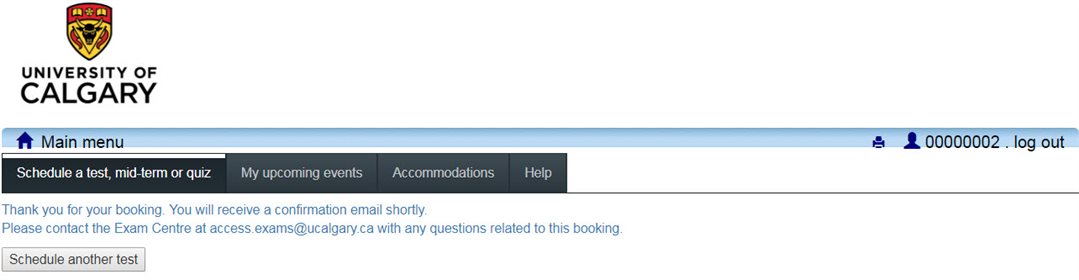 UNIVERSITY OF
CALGARY
Main menu
00000002 . log out
Schedule a test, mid-term or quiz
My upcoming events
Accommodations
Help
Thank you for your booking. You will receive a confirmation email shortly.
Please contact the Exam Centre at access.exams@ucalgary.ca with any questions related to this booking.
Schedule another test